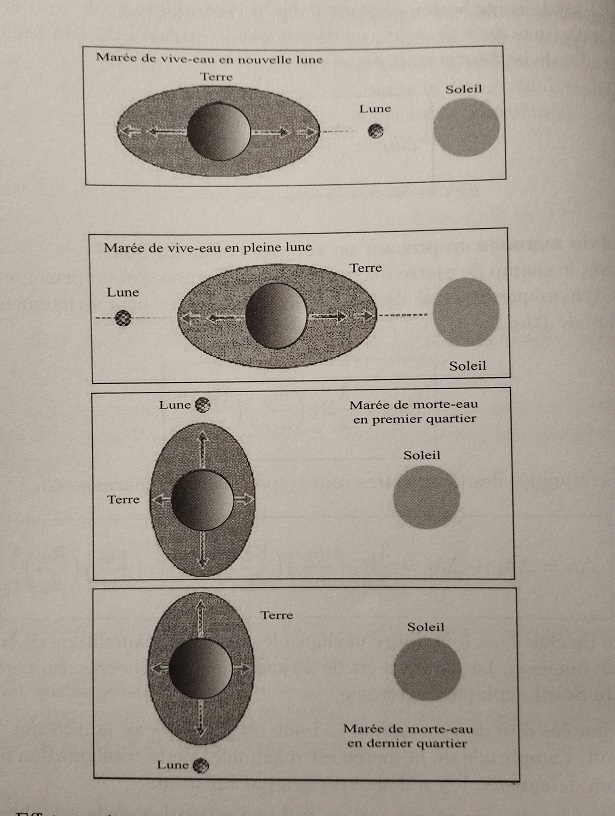 Marée de vive-eau en nouvelle lune
Terre
Lune
Soleil
Marée de vive-eau en pleine lune
Terre
Lune
Soleil
Lune
Marée de morte-eau
en premier quartier
Soleil
Terre
Terre
Soleil
Marée de morte-eau
en dernier quartier
Lune